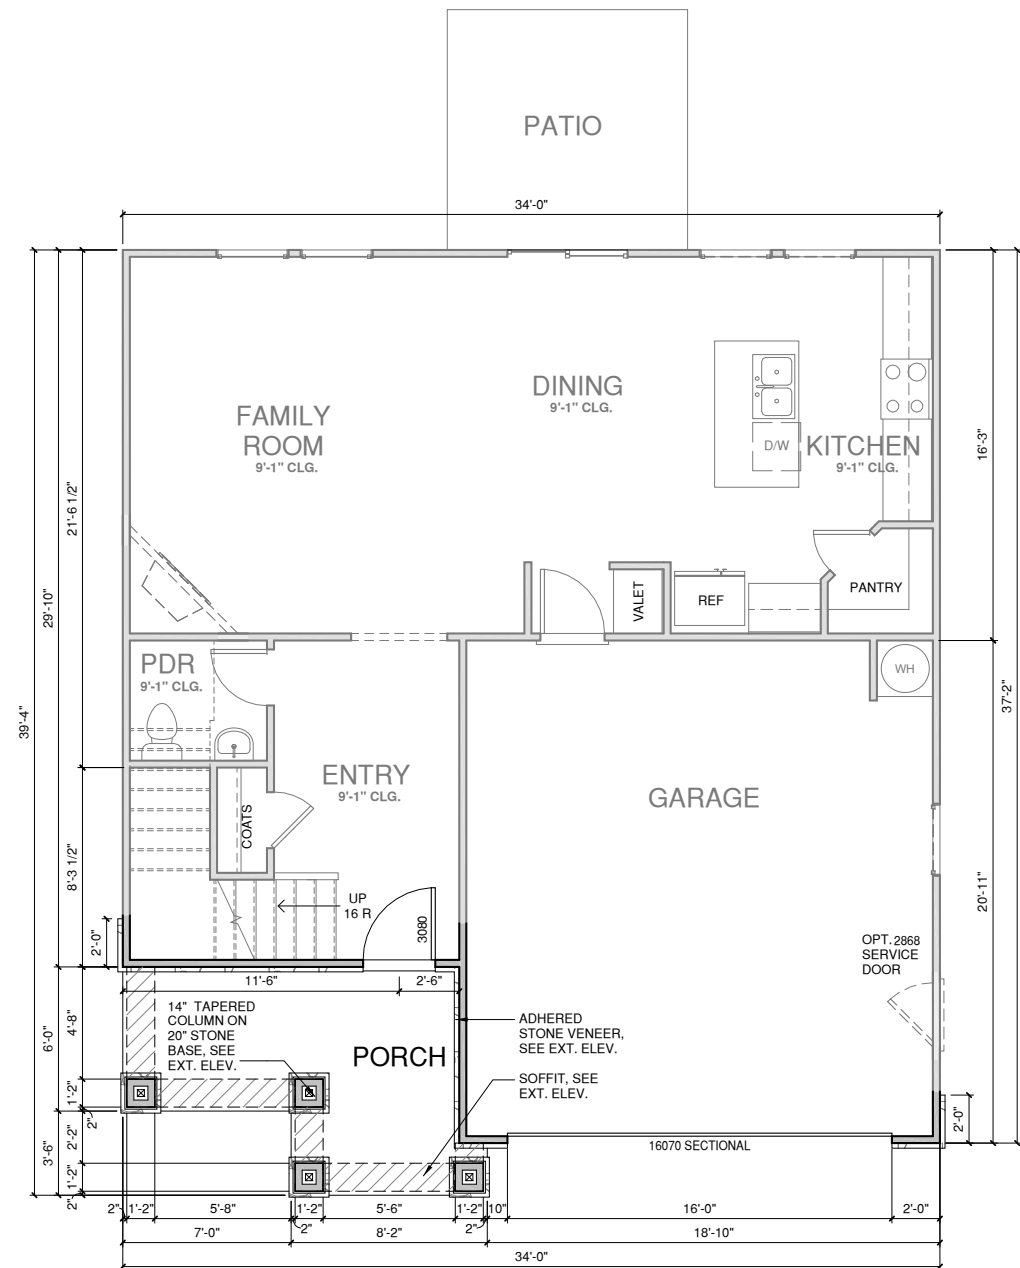 PATIO
34'-0"
DINING
9'-1" CLG.
FAMILY
ROOM
9'-1" CLG.
D/W
KITCHEN
9'-1" CLG.
16'-3"
21'-6 1/2"
29'-10"
39'-4"
37'-2"
VALET
REF
PANTRY
PDR
9'-1" CLG.
WH
ENTRY
9'-1" CLG.
GARAGE
COATS
8'-3 1/2"
20'-11"
UP
16 R
3080
2'-0"
OPT. 2868
SERVICE
DOOR
11'-6"
2'-6"
14" TAPERED
COLUMN ON
20" STONE
BASE, SEE
EXT. ELEV.
PORCH
ADHERED
STONE VENEER,
SEE EXT. ELEV.
SOFFIT, SEE
EXT. ELEV.
6'-0"
4'-8"
1'-2"
2"
2'-2"
3'-6"
1'-2"
2"
2'-0"
16070 SECTIONAL
2"
1'-2"
5'-8"
1'-2"
2"
5'-6"
1'-2"
2"
10"
16'-0"
2'-0"
7'-0"
8'-2"
18'-10"
34'-0"